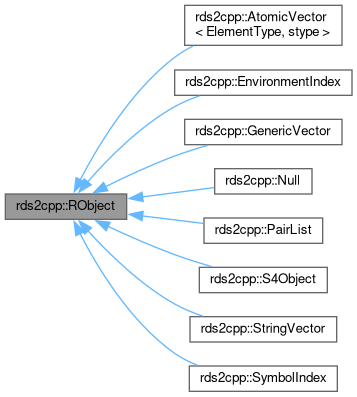 rds2cpp::AtomicVector
< ElementType, stype >
rds2cpp::EnvironmentIndex
rds2cpp::GenericVector
rds2cpp::Null
rds2cpp::RObject
rds2cpp::PairList
rds2cpp::S4Object
rds2cpp::StringVector
rds2cpp::SymbolIndex